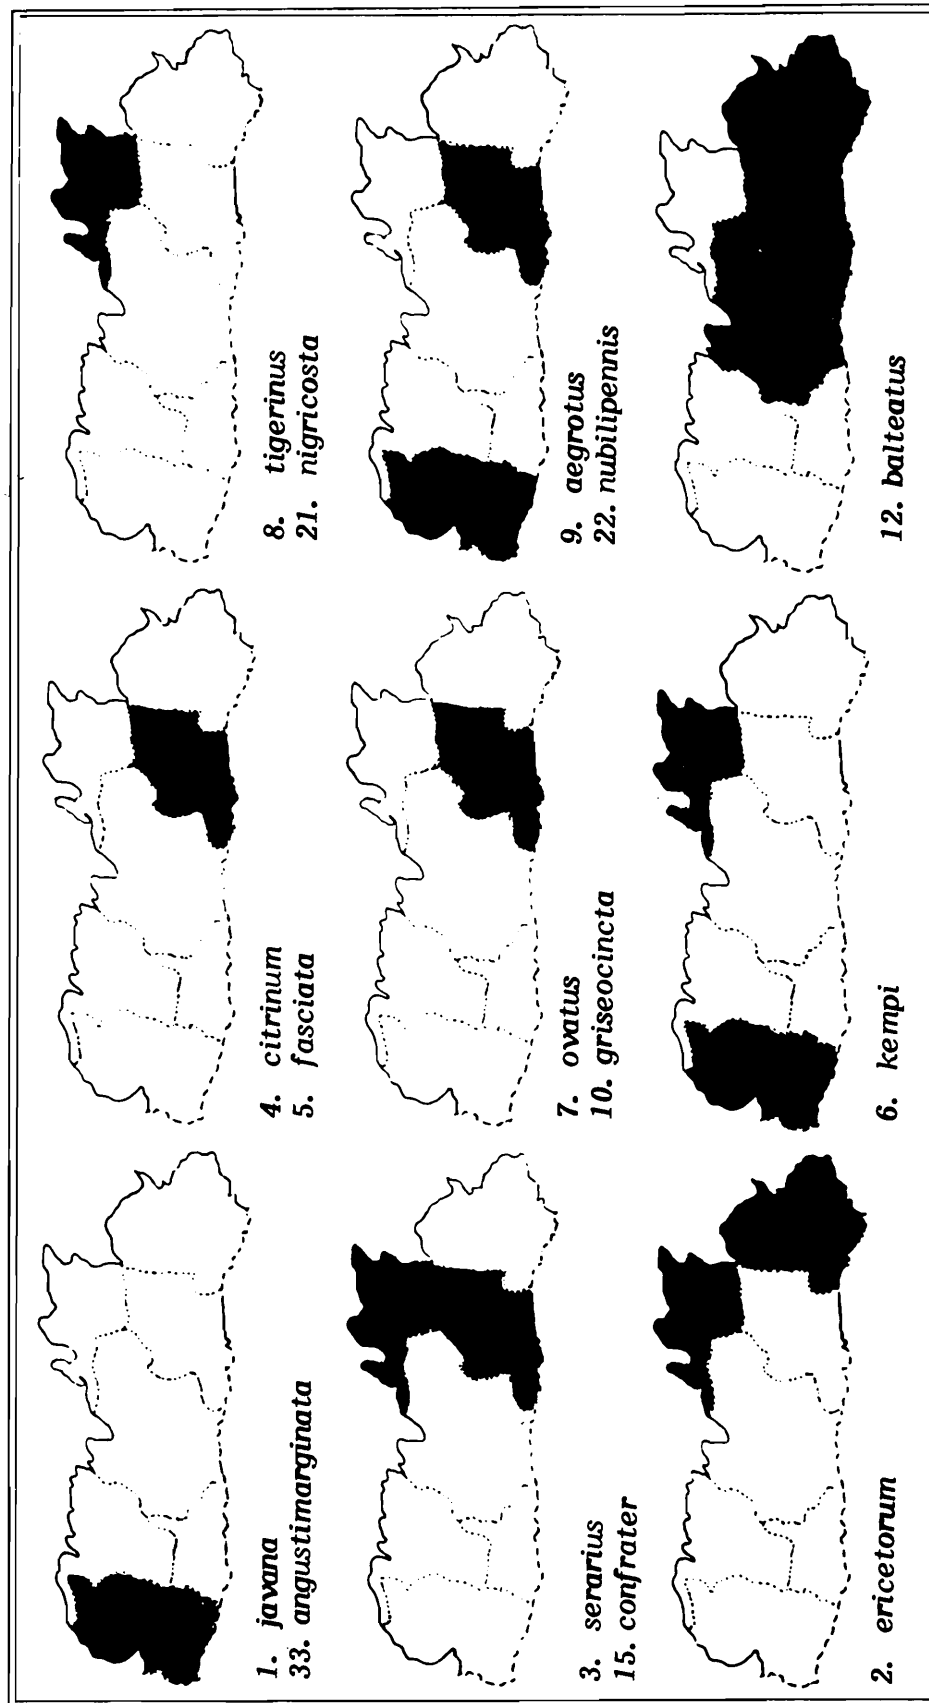 1. javana
33. angustimarginata
4. citrinum
5. fasciata
8. tigerinus
21. nigricosta
3. serarius
15. confrater
7. ovatus
10. griseocincta
9. aegrotus
22. nubilipennis
2. ericetorum
6. kempi
12. balteatus